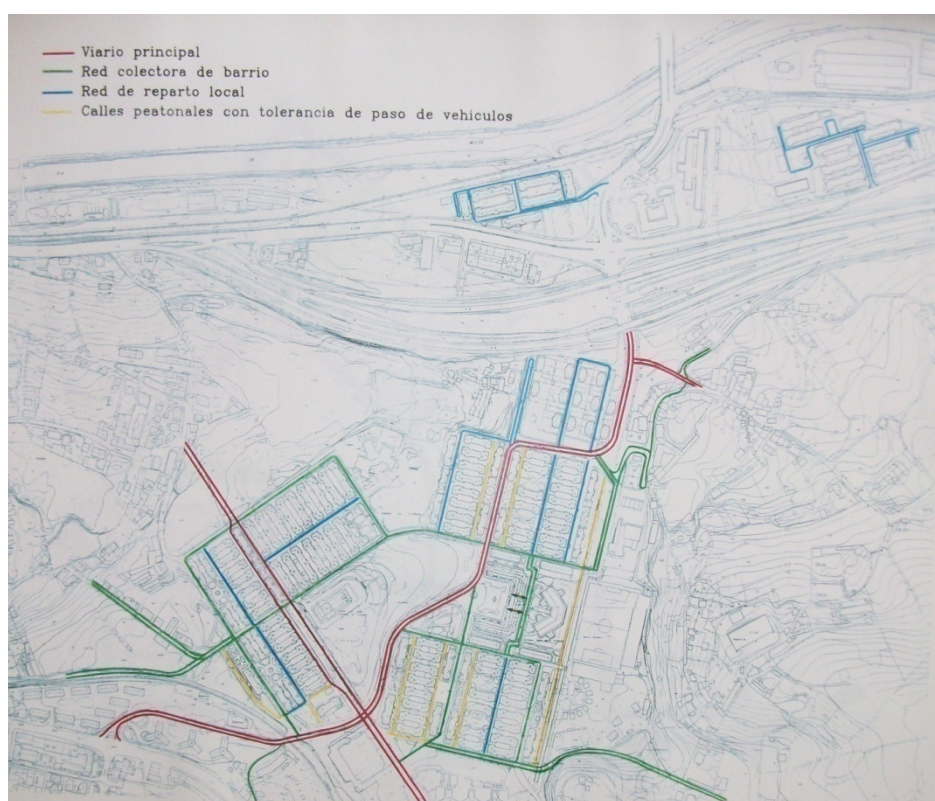 Viario principal
Red colectora de barrio
Red de reparto local
Calles peatonales con tolerancia de paso de vehiculos